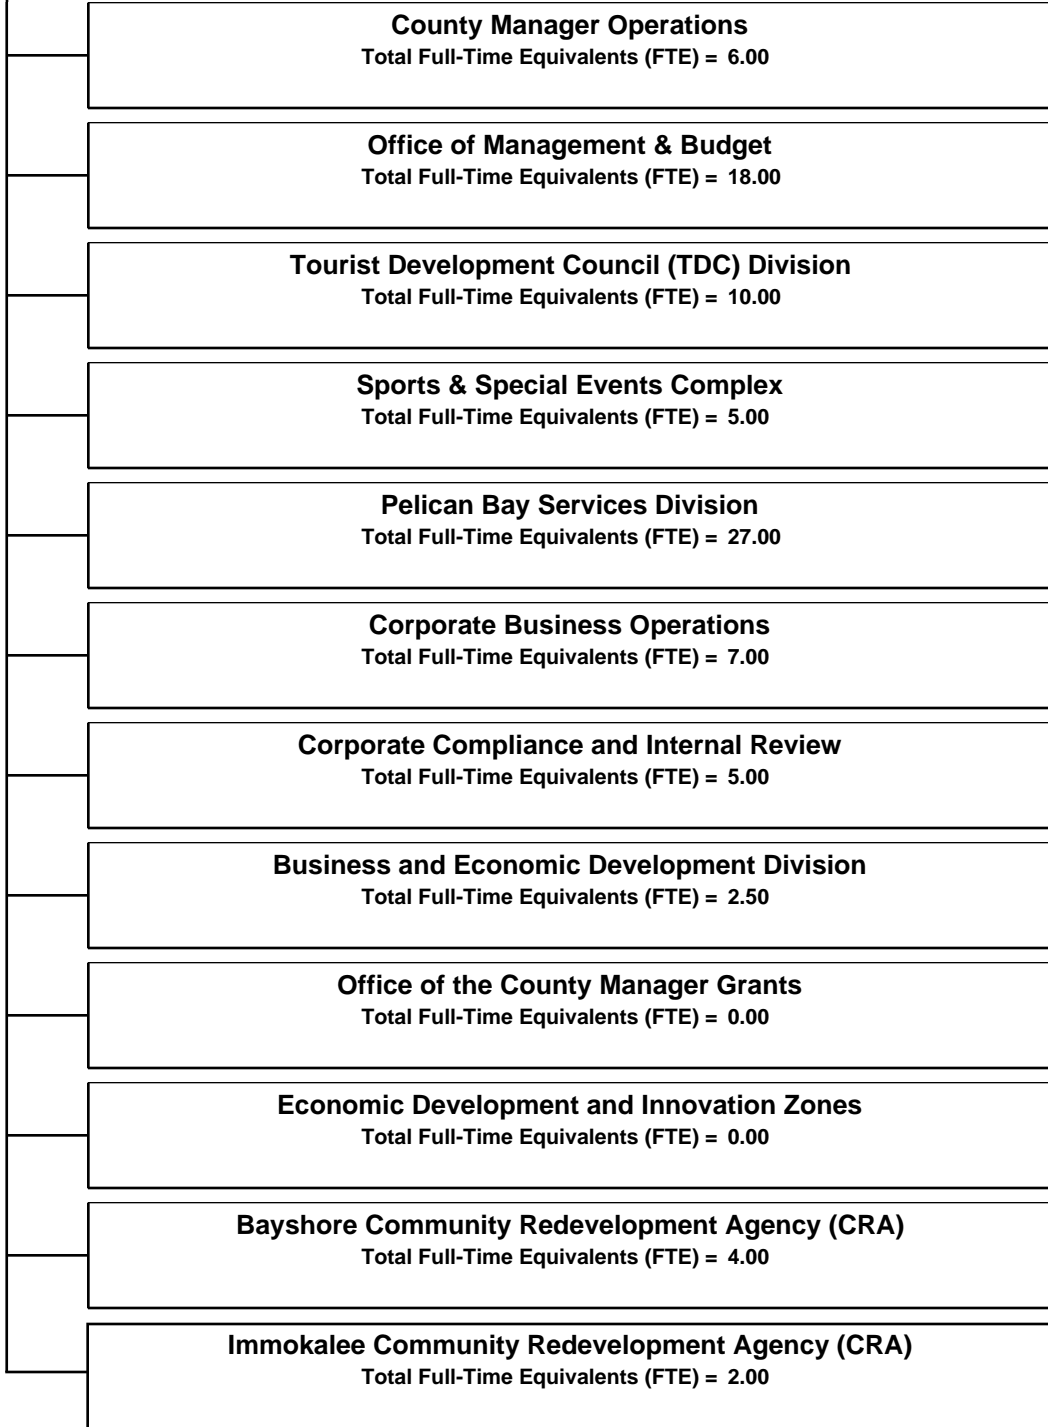 County Manager Operations
Total Full-Time Equivalents (FTE) = 6.00
Office of Management & Budget
Total Full-Time Equivalents (FTE) = 18.00
Tourist Development Council (TDC) Division
Total Full-Time Equivalents (FTE) = 10.00
Sports & Special Events Complex
Total Full-Time Equivalents (FTE) = 5.00
Pelican Bay Services Division
Total Full-Time Equivalents (FTE) = 27.00
Corporate Business Operations
Total Full-Time Equivalents (FTE) = 7.00
Corporate Compliance and Internal Review
Total Full-Time Equivalents (FTE) = 5.00
Business and Economic Development Division
Total Full-Time Equivalents (FTE) = 2.50
Office of the County Manager Grants
Total Full-Time Equivalents (FTE) = 0.00
Economic Development and Innovation Zones
Total Full-Time Equivalents (FTE) = 0.00
Bayshore Community Redevelopment Agency (CRA)
Total Full-Time Equivalents (FTE) = 4.00
Immokalee Community Redevelopment Agency (CRA)
Total Full-Time Equivalents (FTE) = 2.00